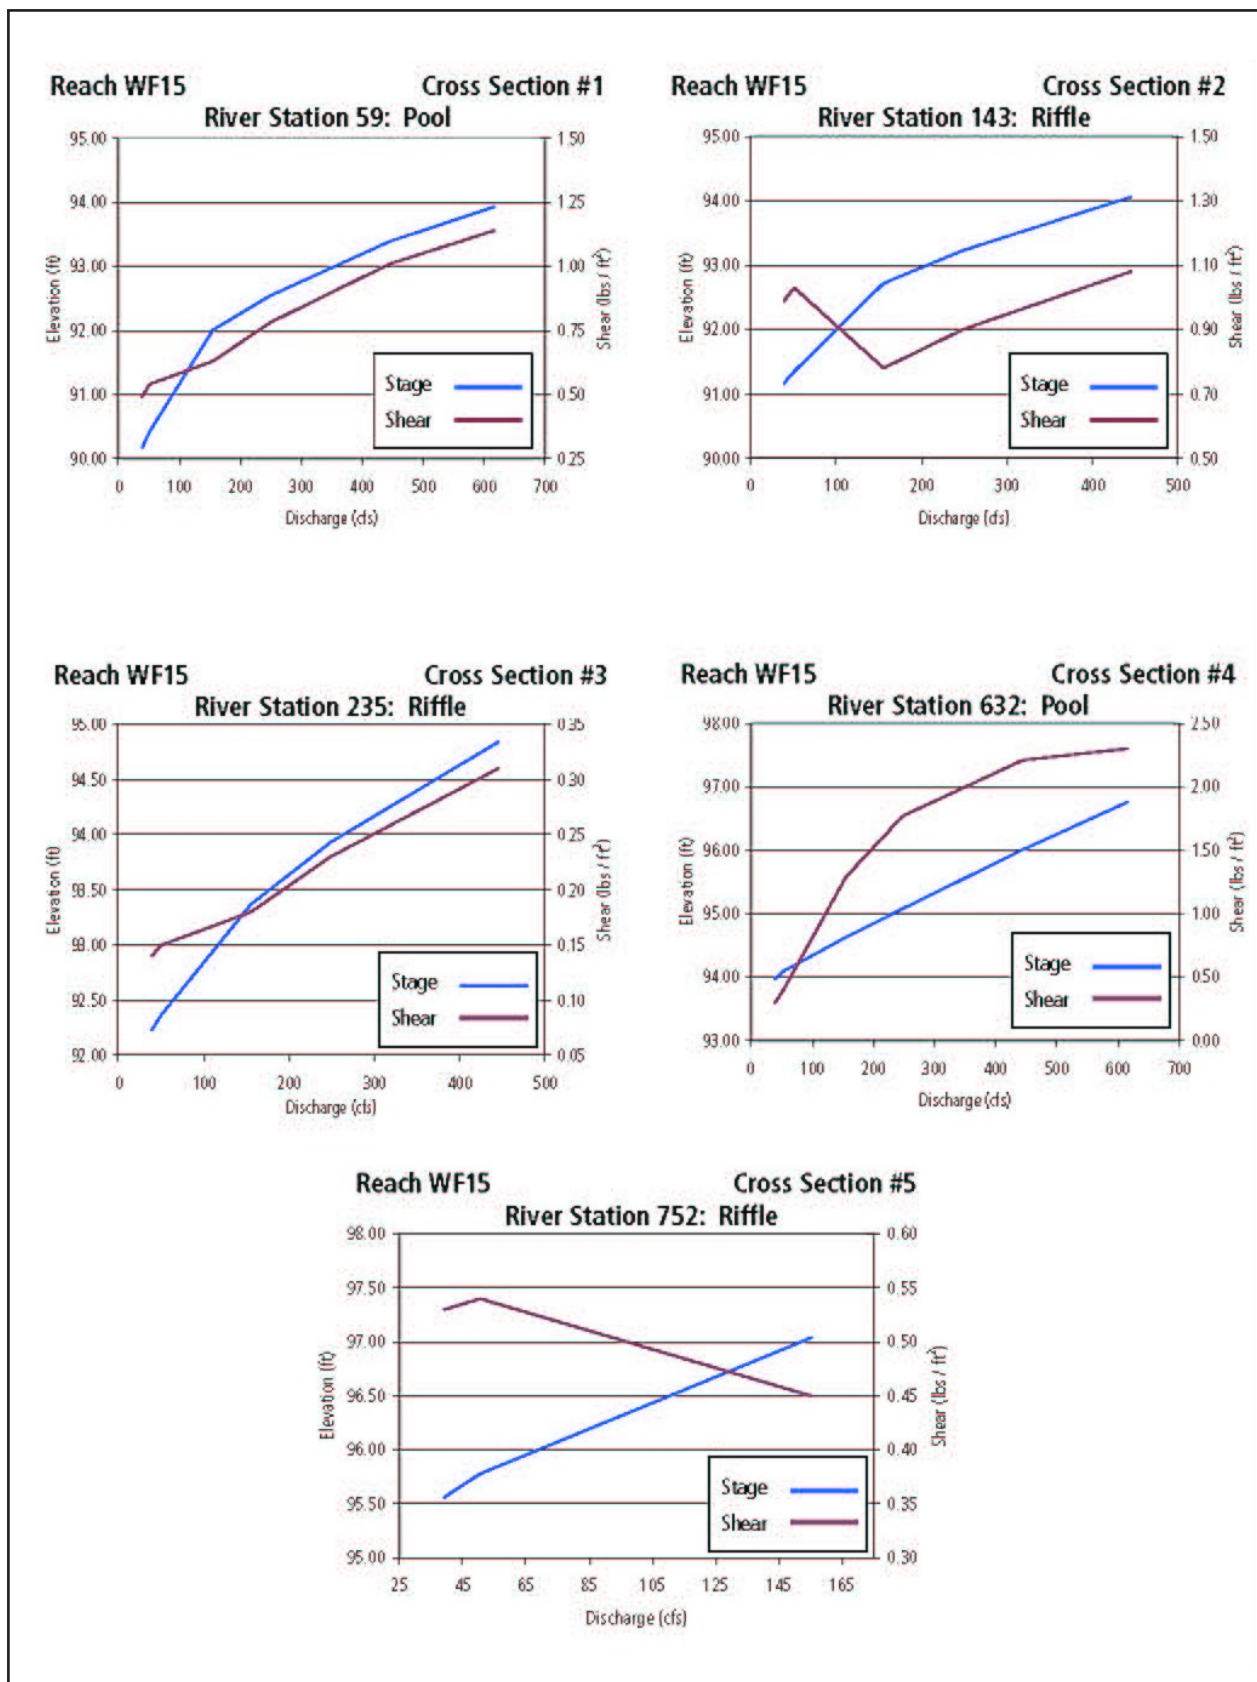 Reach WF15 Cross Section #1
River Station 59: Pool
95.00
94.00
93.00
92.00
91.00
90.00
Elevation (ft)
1.50
1.25
1.00
0.75
0.50
0.25
Shear (lbs / ft²)
Stage
Shear
0 100 200 300 400 500 600 700
Discharge (cfs)
Reach WF15 Cross Section #2
River Station 143: Riffle
95.00
94.00
93.00
92.00
91.00
90.00
Elevation (ft)
1.50
1.30
1.10
0.90
0.70
0.50
Shear (lbs / ft²)
Stage
Shear
0 100 200 300 400 500
Discharge (cfs)
Reach WF15 Cross Section #3
River Station 235: Riffle
95.00
94.50
94.00
93.50
93.00
92.50
92.00
Elevation (ft)
0.35
0.30
0.25
0.20
0.15
0.10
0.05
Shear (lbs / ft²)
Stage
Shear
0 100 200 300 400 500
Discharge (cfs)
Reach WF15 Cross Section #4
River Station 632: Pool
98.00
97.00
96.00
95.00
94.00
93.00
Elevation (ft)
2.50
2.00
1.50
1.00
0.50
0.00
Shear (lbs / ft²)
Stage
Shear
0 100 200 300 400 500 600 700
Discharge (cfs)
Reach WF15 Cross Section #5
River Station 752: Riffle
98.00
97.50
97.00
96.50
96.00
95.50
95.00
Elevation (ft)
0.60
0.55
0.50
0.45
0.40
0.35
0.30
Shear (lbs / ft²)
Stage
Shear
25 45 65 85 105 125 145 165
Discharge (cfs)